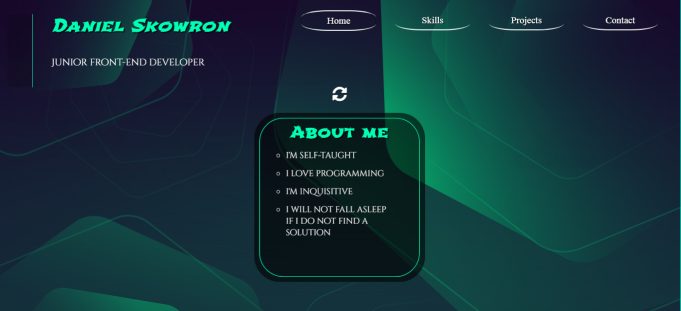 Daniel Skowron
Home
Skills
Projects
Contact
JUNIOR FRONT-END DEVELOPER
About me
I'M SELF-TAUGHT
I LOVE PROGRAMMING
I'M INQUISITIVE
I WILL NOT FALL ASLEEP
IF I DO NOT FIND A
SOLUTION